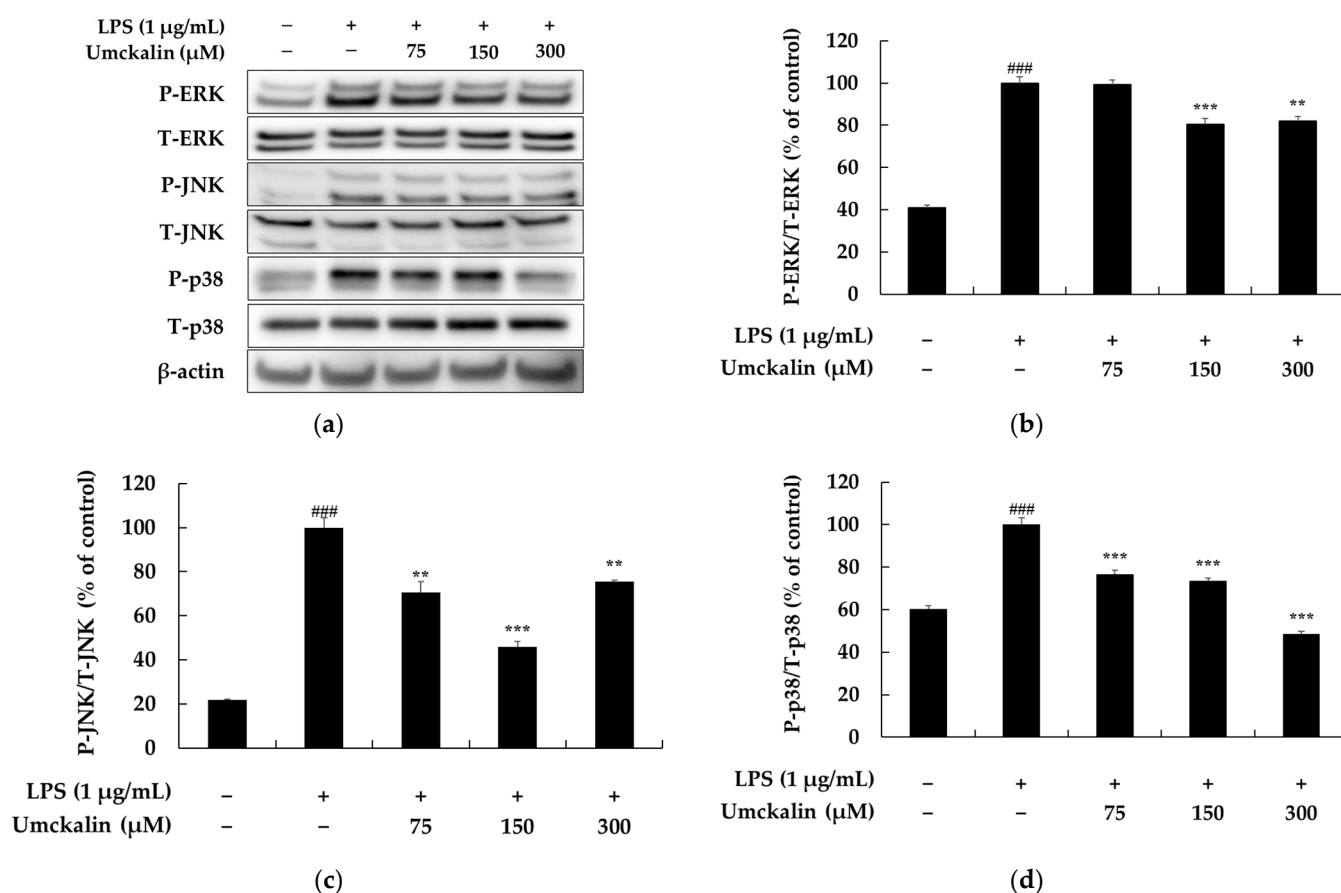 LPS (1 µg/mL) – + + + +
Umckalin (µM) – – 75 150 300
P-ERK
T-ERK
P-JNK
T-JNK
P-p38
T-p38
β-actin
(a)
P-ERK/T-ERK (% of control)
120
100
80
60
40
20
0
###
***
**
LPS (1 µg/mL) – + + + +
Umckalin (µM) – – 75 150 300
(b)
P-JNK/T-JNK (% of control)
120
100
80
60
40
20
0
###
**
***
**
LPS (1 µg/mL) – + + + +
Umckalin (µM) – – 75 150 300
(c)
P-p38/T-p38 (% of control)
120
100
80
60
40
20
0
###
***
***
***
LPS (1 µg/mL) – + + + +
Umckalin (µM) – – 75 150 300
(d)